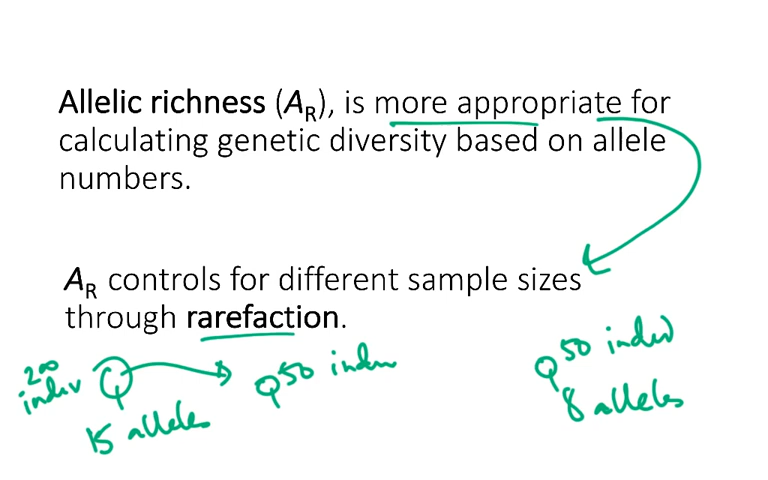 Allelic richness (AR), is more appropriate for
calculating genetic diversity based on allele
numbers.
AR controls for different sample sizes
through rarefaction.
200
indiv
50 indiv
15 alleles
50 indivd
8 alleles